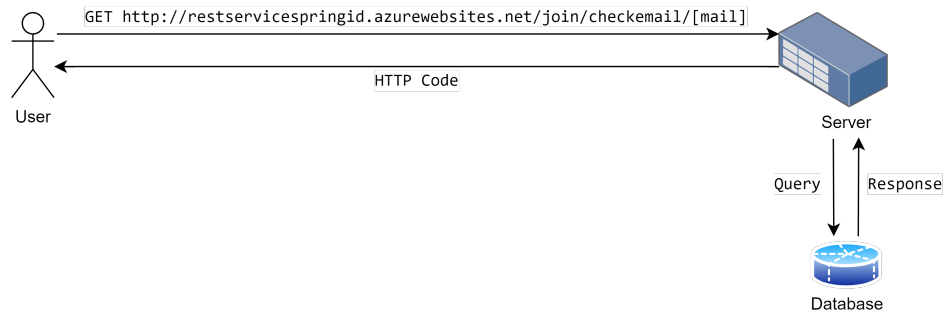 GET http://restservicespringid.azurewebsites.net/join/checkemail/[mail]
HTTP Code
User
Server
Query
Response
Database